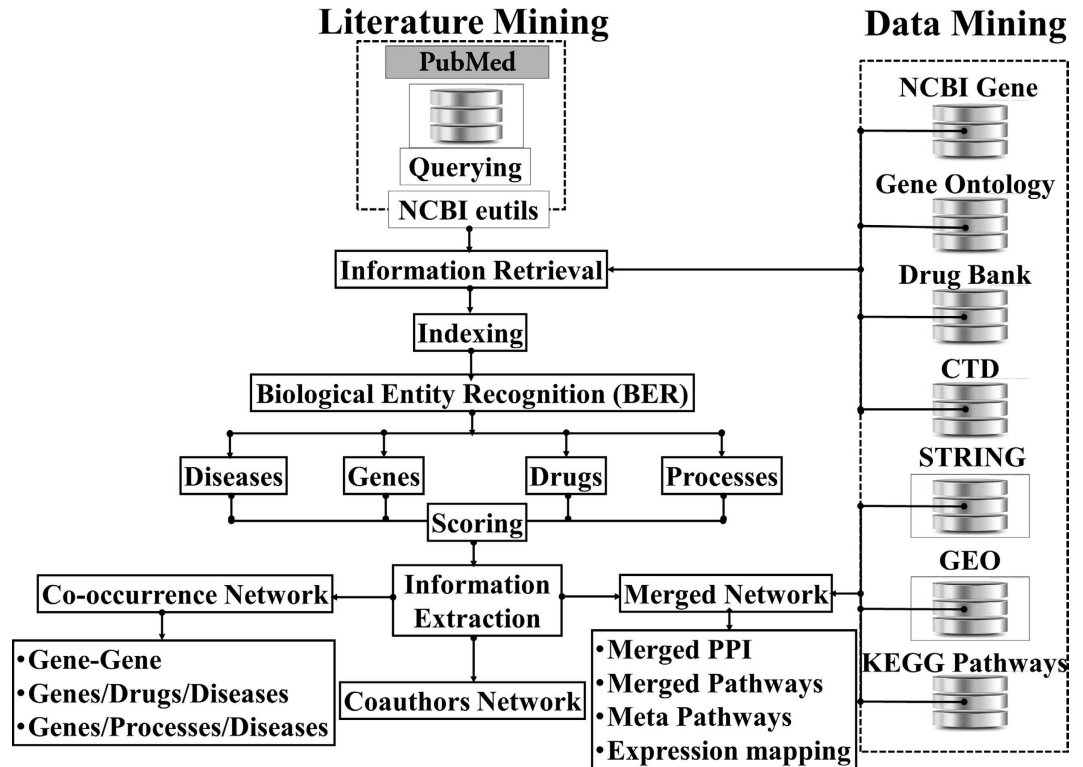 Literature Mining
PubMed
Querying
NCBI eutils
Information Retrieval
Indexing
Biological Entity Recognition (BER)
Diseases
Genes
Drugs
Processes
Scoring
Information
Extraction
Co-occurrence Network
•Gene-Gene
•Genes/Drugs/Diseases
•Genes/Processes/Diseases
Coauthors Network
Merged Network
•Merged PPI
•Merged Pathways
•Meta Pathways
•Expression mapping
Data Mining
NCBI Gene
Gene Ontology
Drug Bank
CTD
STRING
GEO
KEGG Pathways